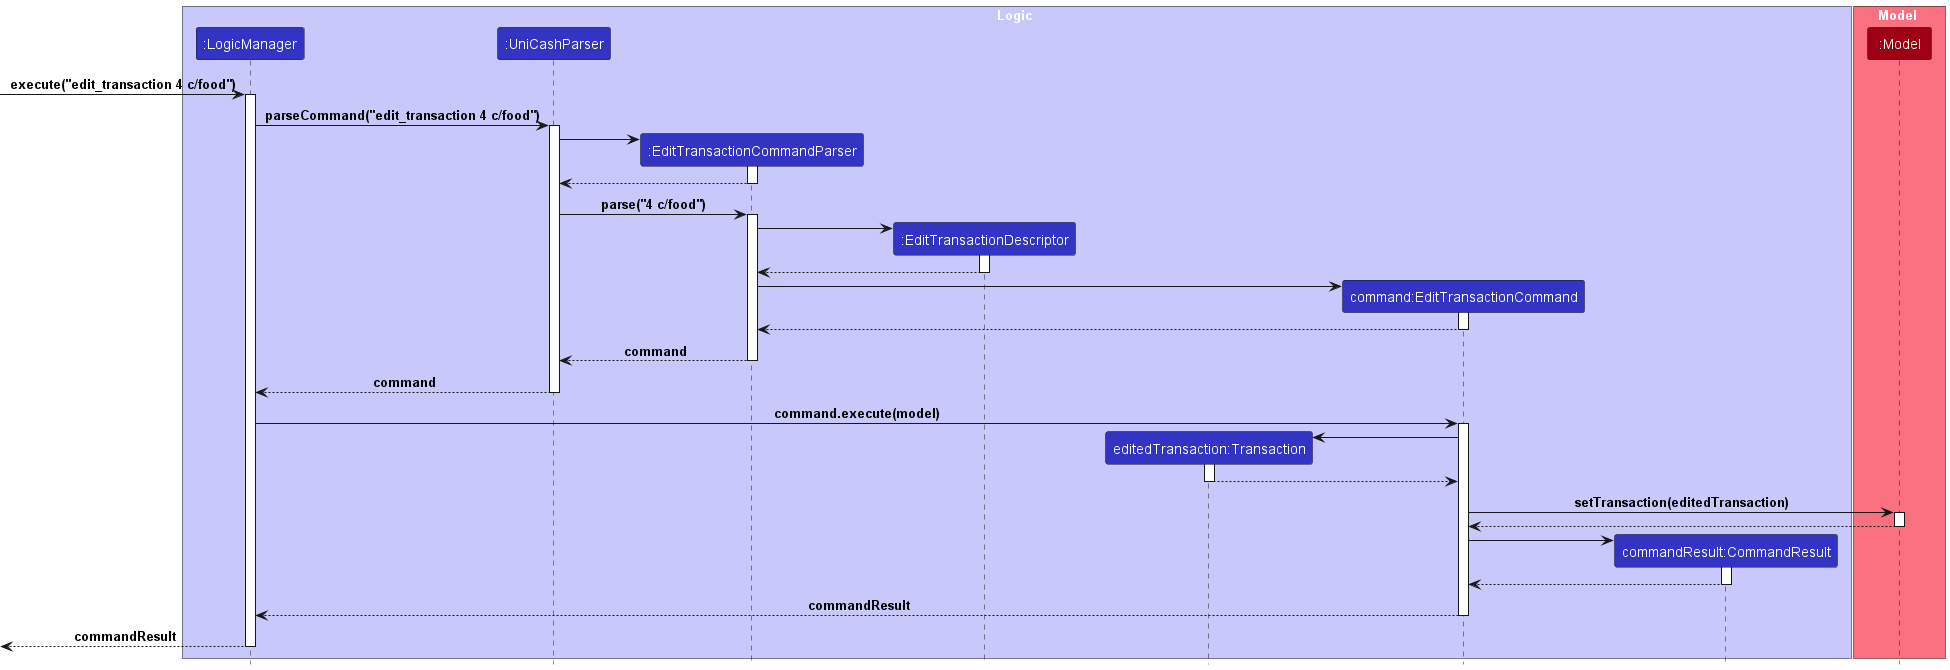 Logic
Model
:LogicManager
:UniCashParser
:Model
execute("edit_transaction 4 c/food")
parseCommand("edit_transaction 4 c/food")
:EditTransactionCommandParser
parse("4 c/food")
:EditTransactionDescriptor
command:EditTransactionCommand
command
command
command.execute(model)
editedTransaction:Transaction
setTransaction(editedTransaction)
commandResult:CommandResult
commandResult
commandResult